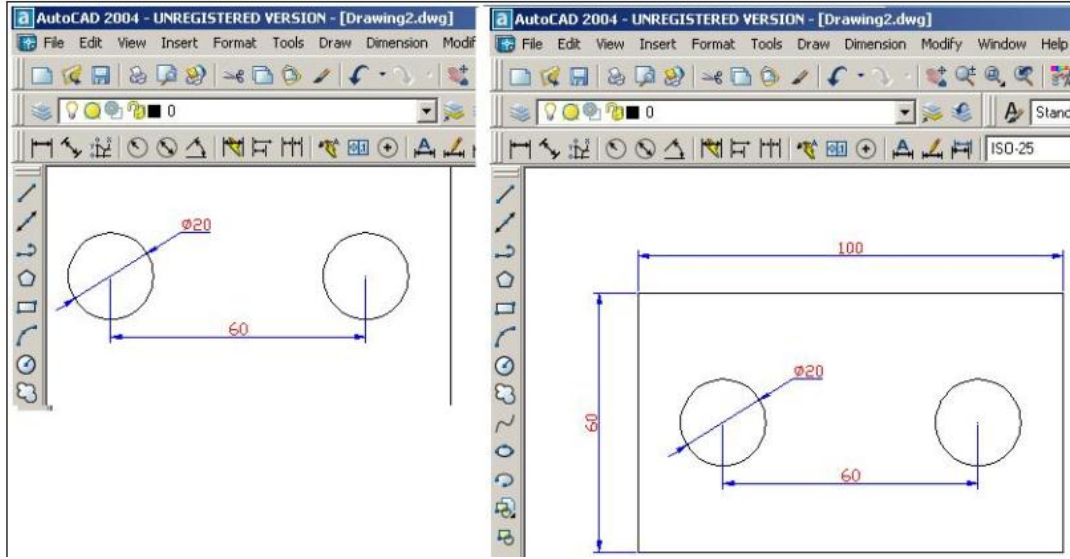 AutoCAD 2004 - UNREGISTERED VERSION - [Drawing2.dwg]
File Edit View Insert Format Tools Draw Dimension Modif
0
Ø20
60
AutoCAD 2004 - UNREGISTERED VERSION - [Drawing2.dwg]
File Edit View Insert Format Tools Draw Dimension Modify Window Help
0
Stand
ISO-25
100
Ø20
60
60